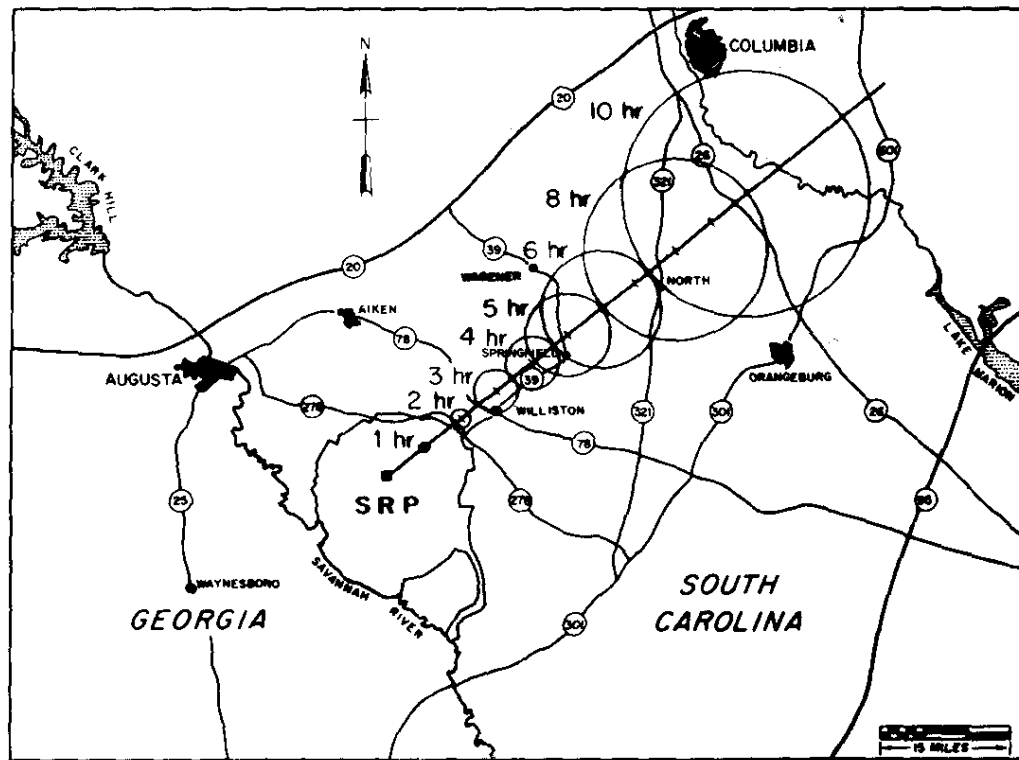 N
COLUMBIA
20
10 hr
CLARK HILL
26
601
321
8 hr
39
6 hr
20
WAGENER
NORTH
5 hr
AIKEN
4 hr
78
SPRINGFIELD
LAKE MARION
AUGUSTA
3 hr
39
ORANGEBURG
278
2 hr
WILLISTON
321
301
26
1 hr
78
SRP
25
278
95
WAYNESBORO
SAVANNAH RIVER
SOUTH
CAROLINA
GEORGIA
301
15 MILES